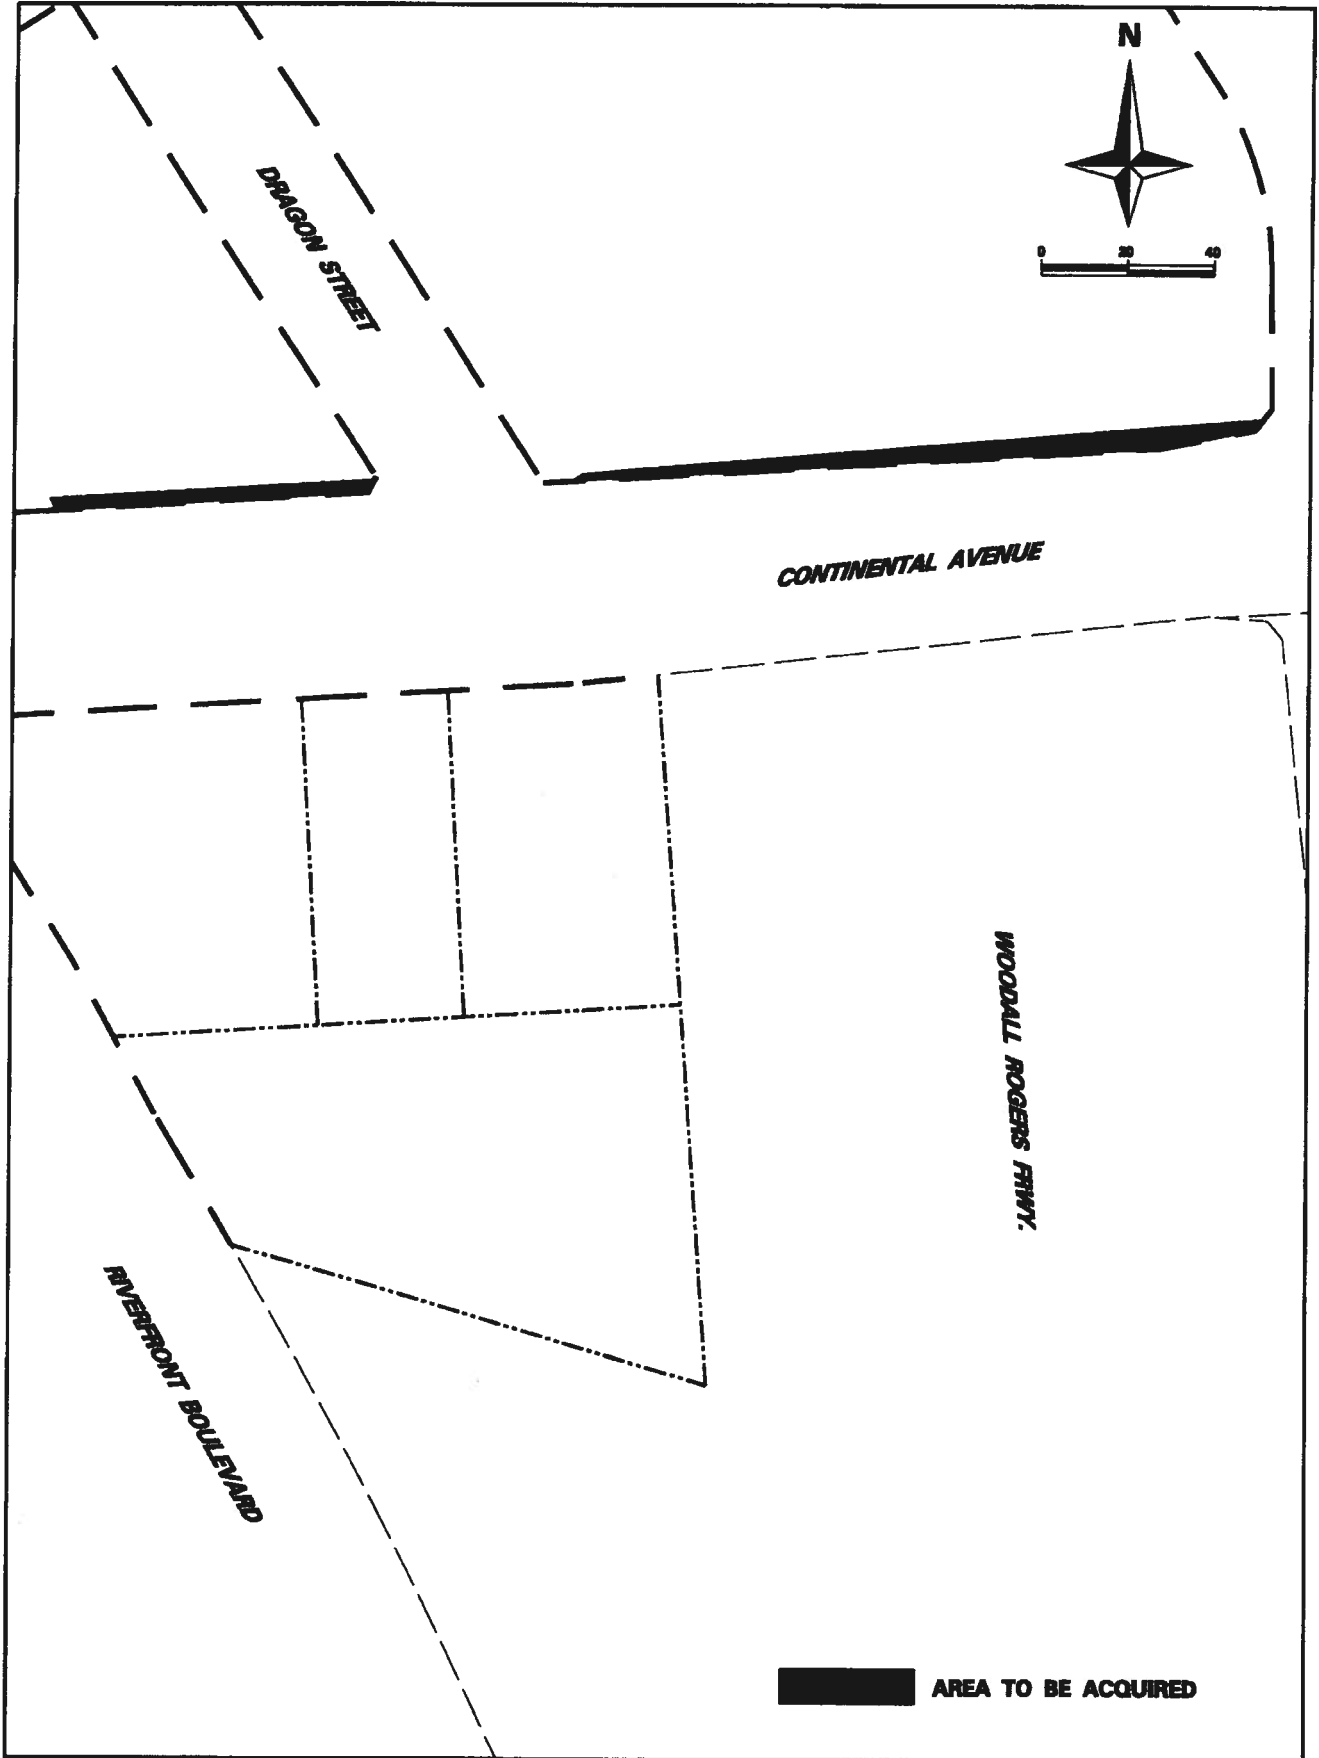 N
0 20 40
DRAGON STREET
CONTINENTAL AVENUE
WOODALL ROGERS FRWY.
RIVERFRONT BOULEVARD
AREA TO BE ACQUIRED